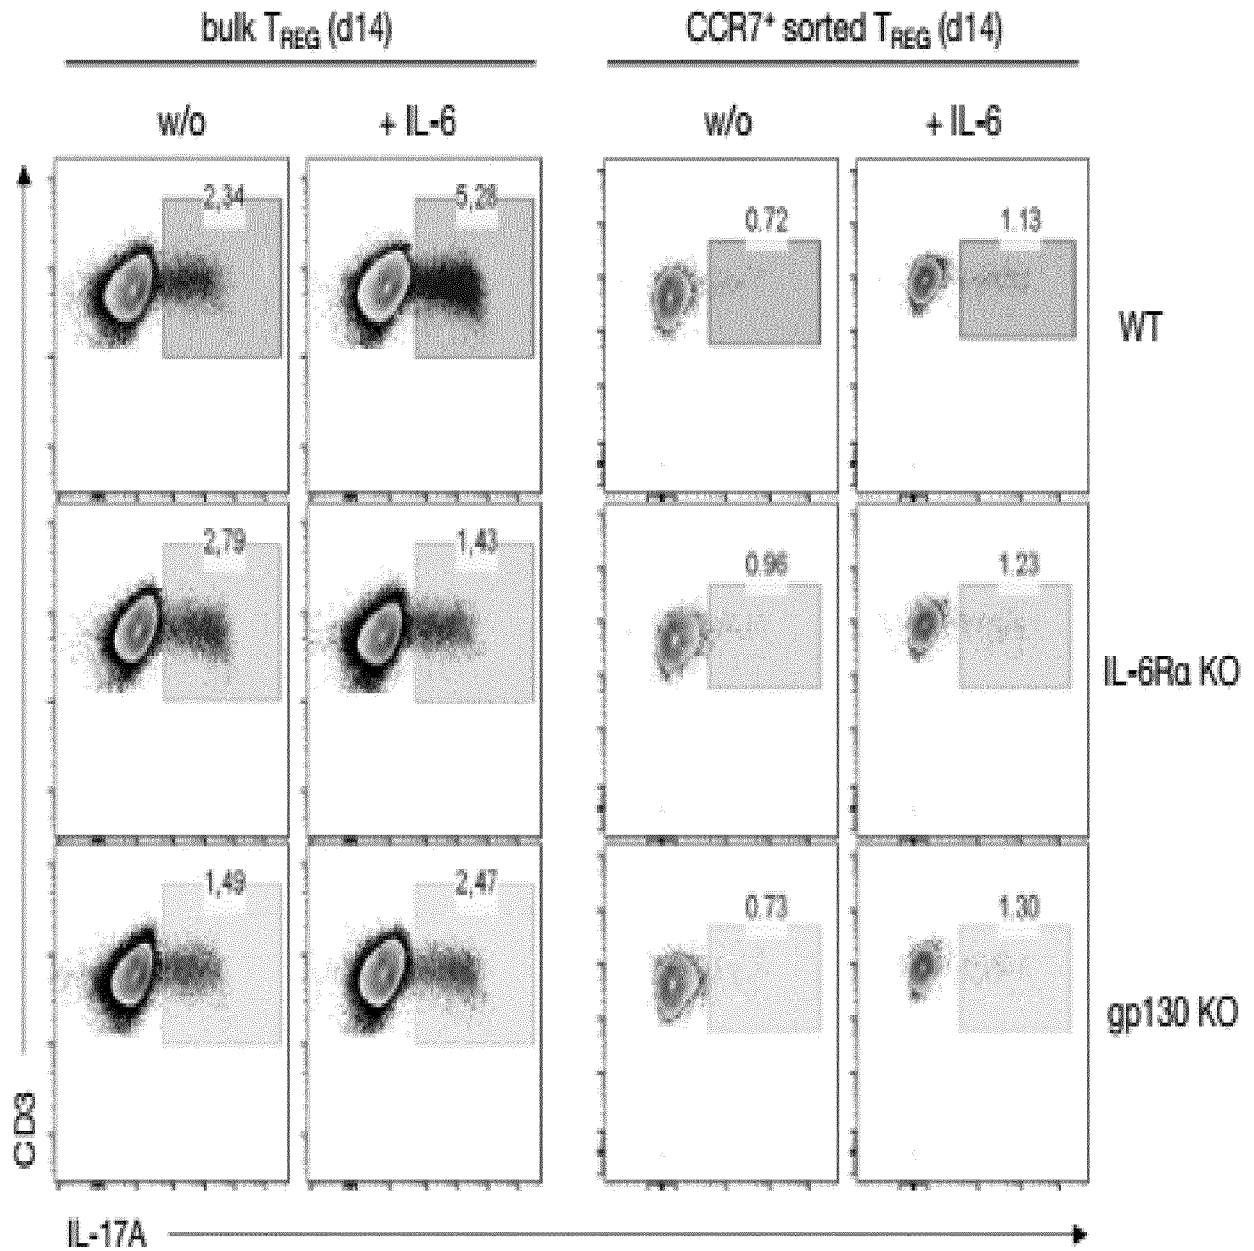 bulk TREG (d14) CCR7+ sorted TREG (d14)
w/o + IL-6 w/o + IL-6
2,34 5,28 0.72 1.13
WT
2,79 1,43 0.96 1.23
IL-6Rα KO
1,49 2,47 0.73 1.30
gp130 KO
CD3
IL-17A